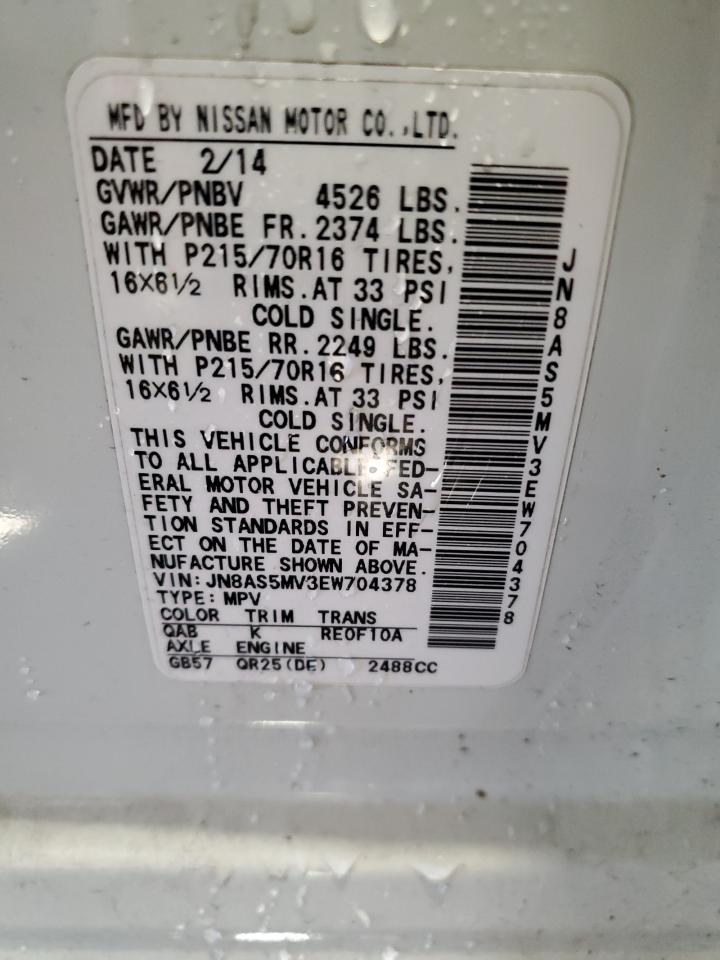 MFD BY NISSAN MOTOR CO.,LTD.
DATE 2/14
GVWR/PNBV 4526 LBS.
GAWR/PNBE FR. 2374 LBS.
WITH P215/70R16 TIRES,
16X6½ RIMS. AT 33 PSI
COLD SINGLE.
GAWR/PNBE RR. 2249 LBS.
WITH P215/70R16 TIRES,
16X6½ RIMS. AT 33 PSI
COLD SINGLE.
THIS VEHICLE CONFORMS
TO ALL APPLICABLE FED-
ERAL MOTOR VEHICLE SA-
FETY AND THEFT PREVEN-
TION STANDARDS IN EFF-
ECT ON THE DATE OF MA-
NUFACTURE SHOWN ABOVE.
VIN: JN8AS5MV3EW704378
TYPE: MPV
COLOR TRIM TRANS
QAB K RE0F10A
AXLE ENGINE
GB57 QR25(DE) 2488CC
JN8AS5MV3EW704378